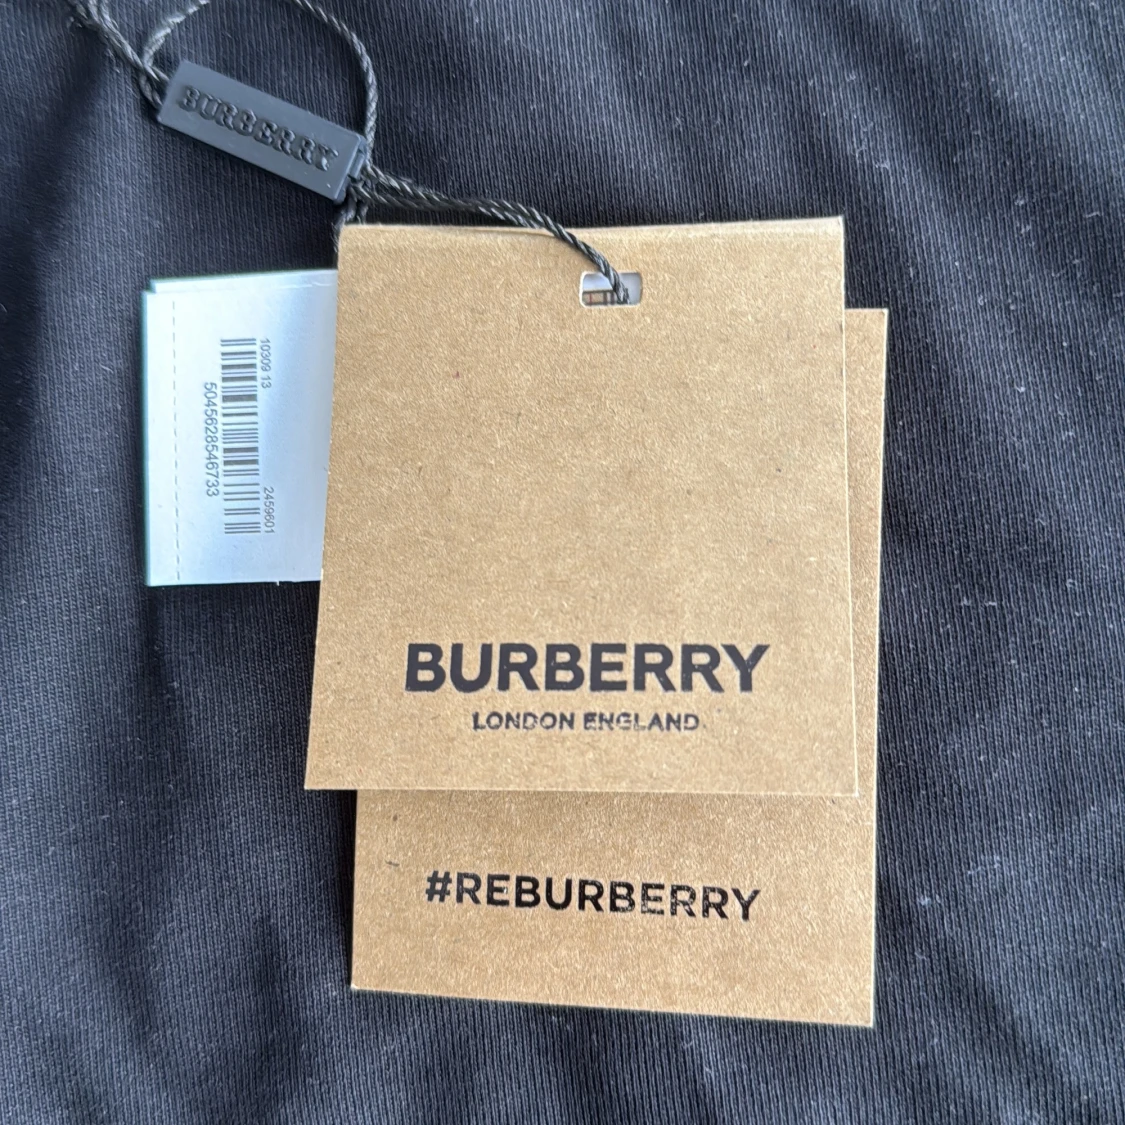 BURBERRY
10309 13
5045628546733
2459601
BURBERRY
LONDON ENGLAND
#REBURBERRY